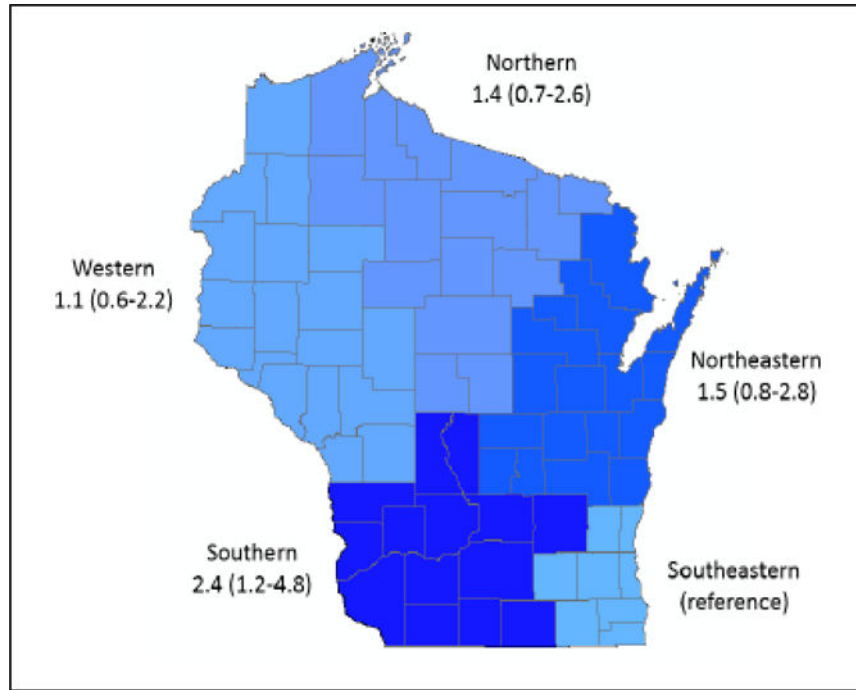 Northern
1.4 (0.7-2.6)
Western
1.1 (0.6-2.2)
Northeastern
1.5 (0.8-2.8)
Southern
2.4 (1.2-4.8)
Southeastern
(reference)